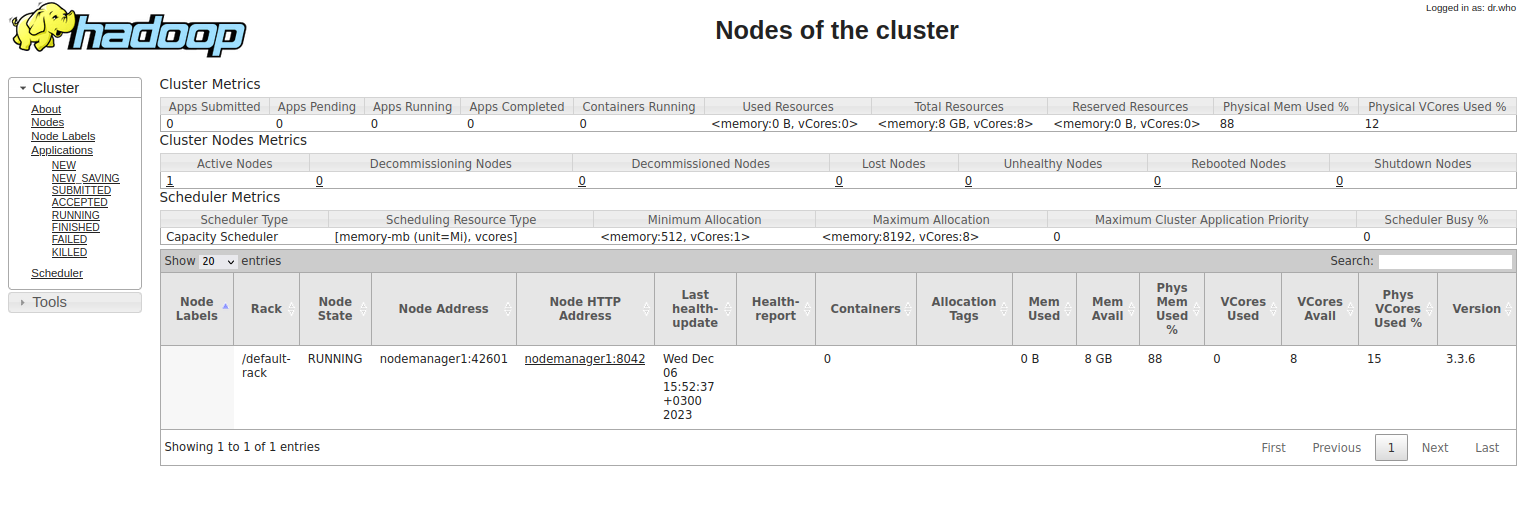 hadoop
Logged in as: dr.who
Nodes of the cluster
Cluster
About
Nodes
Node Labels
Applications
NEW
NEW_SAVING
SUBMITTED
ACCEPTED
RUNNING
FINISHED
FAILED
KILLED
Scheduler
Tools
Cluster Metrics
Apps Submitted Apps Pending Apps Running Apps Completed Containers Running Used Resources Total Resources Reserved Resources Physical Mem Used % Physical VCores Used %
0 0 0 0 0 <memory:0 B, vCores:0> <memory:8 GB, vCores:8> <memory:0 B, vCores:0> 88 12
Cluster Nodes Metrics
Active Nodes Decommissioning Nodes Decommissioned Nodes Lost Nodes Unhealthy Nodes Rebooted Nodes Shutdown Nodes
1 0 0 0 0 0 0
Scheduler Metrics
Scheduler Type Scheduling Resource Type Minimum Allocation Maximum Allocation Maximum Cluster Application Priority Scheduler Busy %
Capacity Scheduler [memory-mb (unit=Mi), vcores] <memory:512, vCores:1> <memory:8192, vCores:8> 0 0
Show 20 entries Search:
Node Labels Rack Node State Node Address Node HTTP Address Last health-update Health-report Containers Allocation Tags Mem Used Mem Avail Phys Mem Used % VCores Used VCores Avail Phys VCores Used % Version
/default-rack RUNNING nodemanager1:42601 nodemanager1:8042 Wed Dec 06 15:52:37 +0300 2023 0 0 B 8 GB 88 0 8 15 3.3.6
Showing 1 to 1 of 1 entries First Previous 1 Next Last